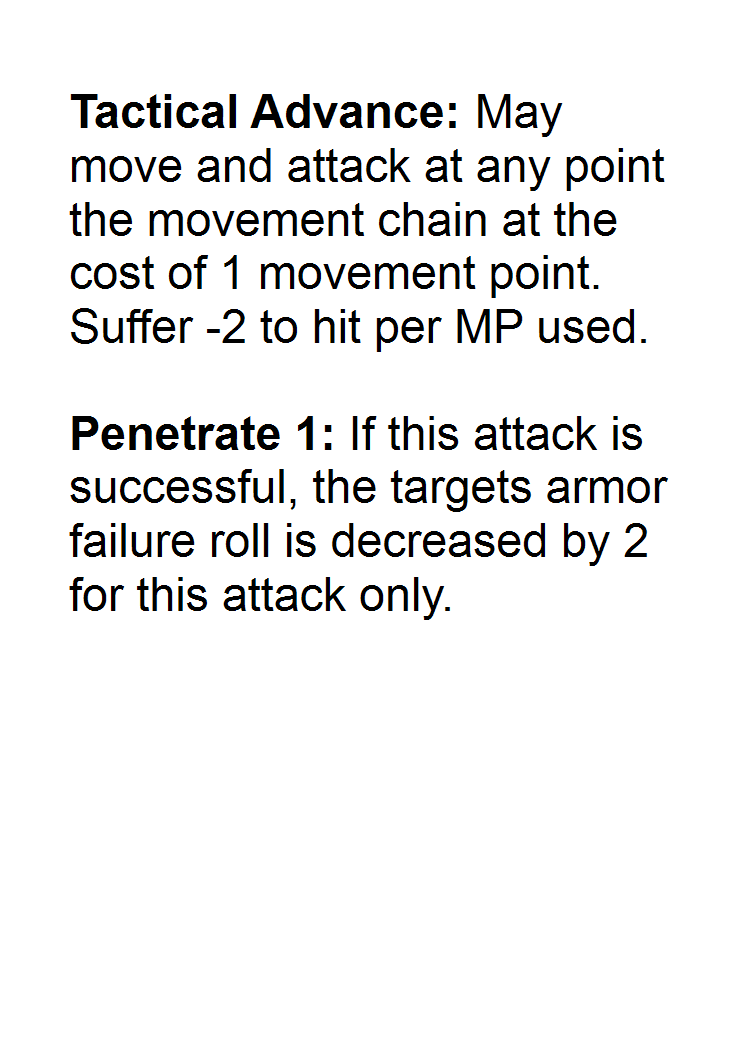 Tactical Advance: May
move and attack at any point
the movement chain at the
cost of 1 movement point.
Suffer -2 to hit per MP used.
Penetrate 1: If this attack is
successful, the targets armor
failure roll is decreased by 2
for this attack only.